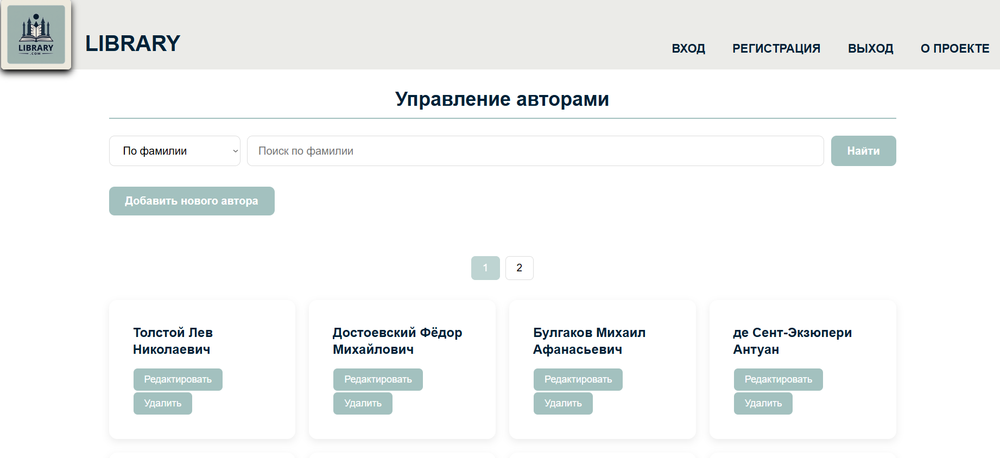 LIBRARY
.COM
LIBRARY
ВХОД РЕГИСТРАЦИЯ ВЫХОД О ПРОЕКТЕ
Управление авторами
По фамилии Поиск по фамилии Найти
Добавить нового автора
1 2
Толстой Лев
Николаевич
Редактировать
Удалить
Достоевский Фёдор
Михайлович
Редактировать
Удалить
Булгаков Михаил
Афанасьевич
Редактировать
Удалить
де Сент-Экзюпери
Антуан
Редактировать
Удалить